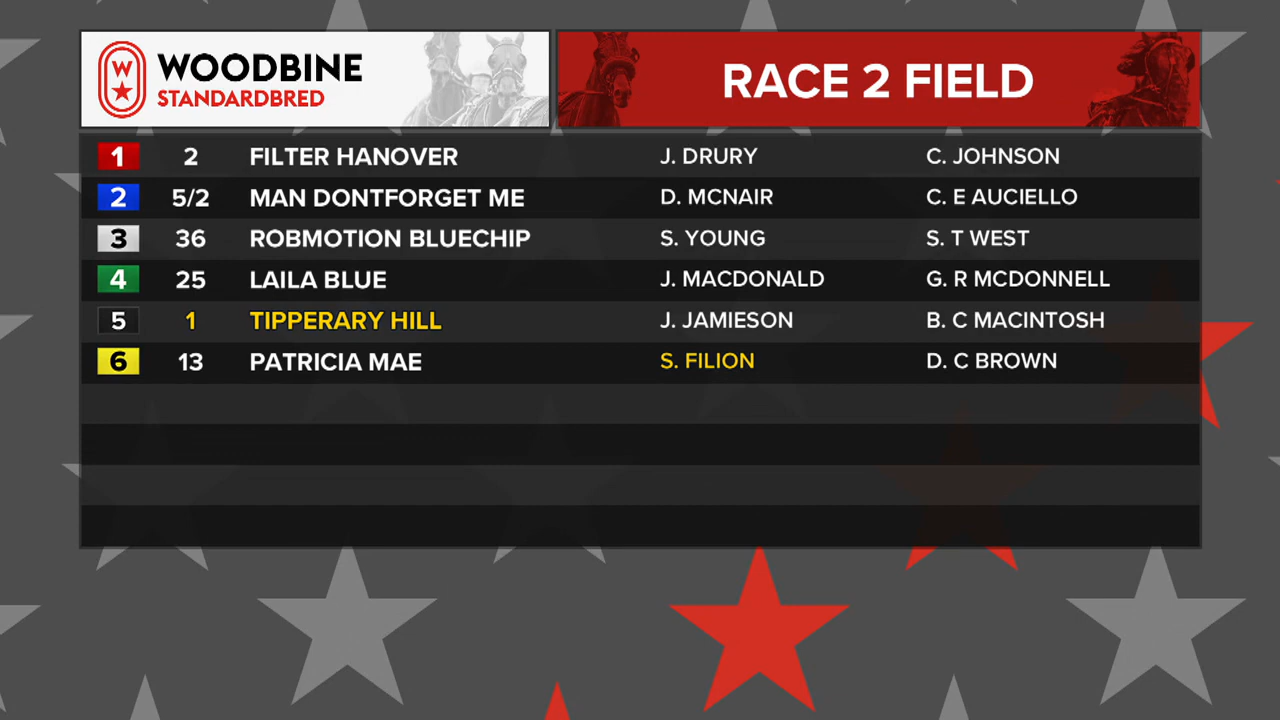 W
WOODBINE
STANDARDBRED
RACE 2 FIELD
1 2 FILTER HANOVER J. DRURY C. JOHNSON
2 5/2 MAN DONTFORGET ME D. MCNAIR C. E AUCIELLO
3 36 ROBMOTION BLUECHIP S. YOUNG S. T WEST
4 25 LAILA BLUE J. MACDONALD G. R MCDONNELL
5 1 TIPPERARY HILL J. JAMIESON B. C MACINTOSH
6 13 PATRICIA MAE S. FILION D. C BROWN